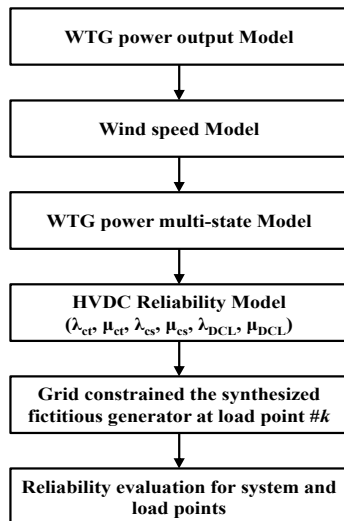 WTG power output Model
Wind speed Model
WTG power multi-state Model
HVDC Reliability Model
(λct, μct, λcs, μcs, λDCL, μDCL)
Grid constrained the synthesized
fictitious generator at load point #k
Reliability evaluation for system and
load points